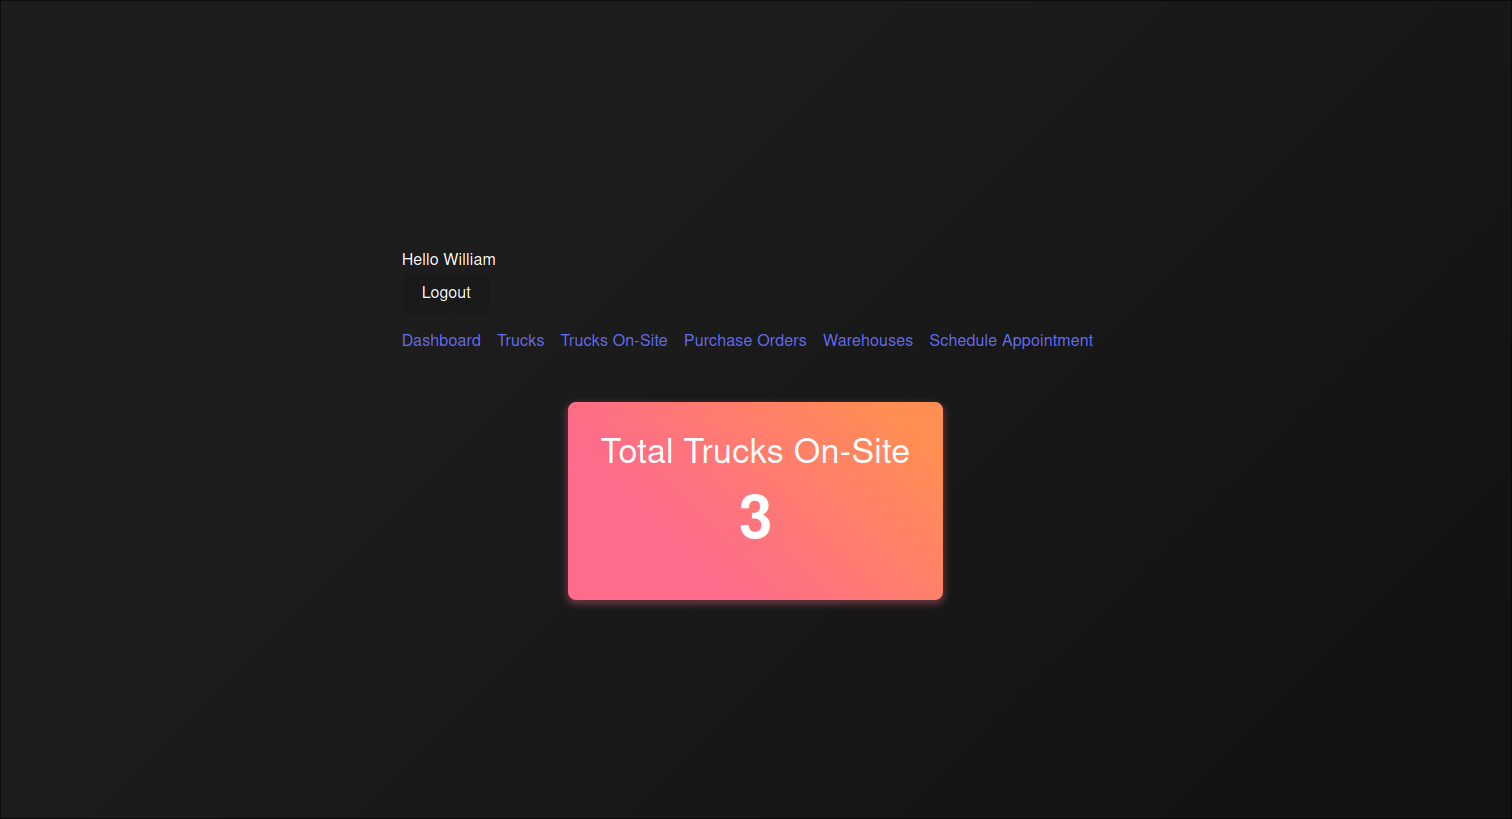 Hello William
Logout
Dashboard Trucks Trucks On-Site Purchase Orders Warehouses Schedule Appointment
Total Trucks On-Site
3